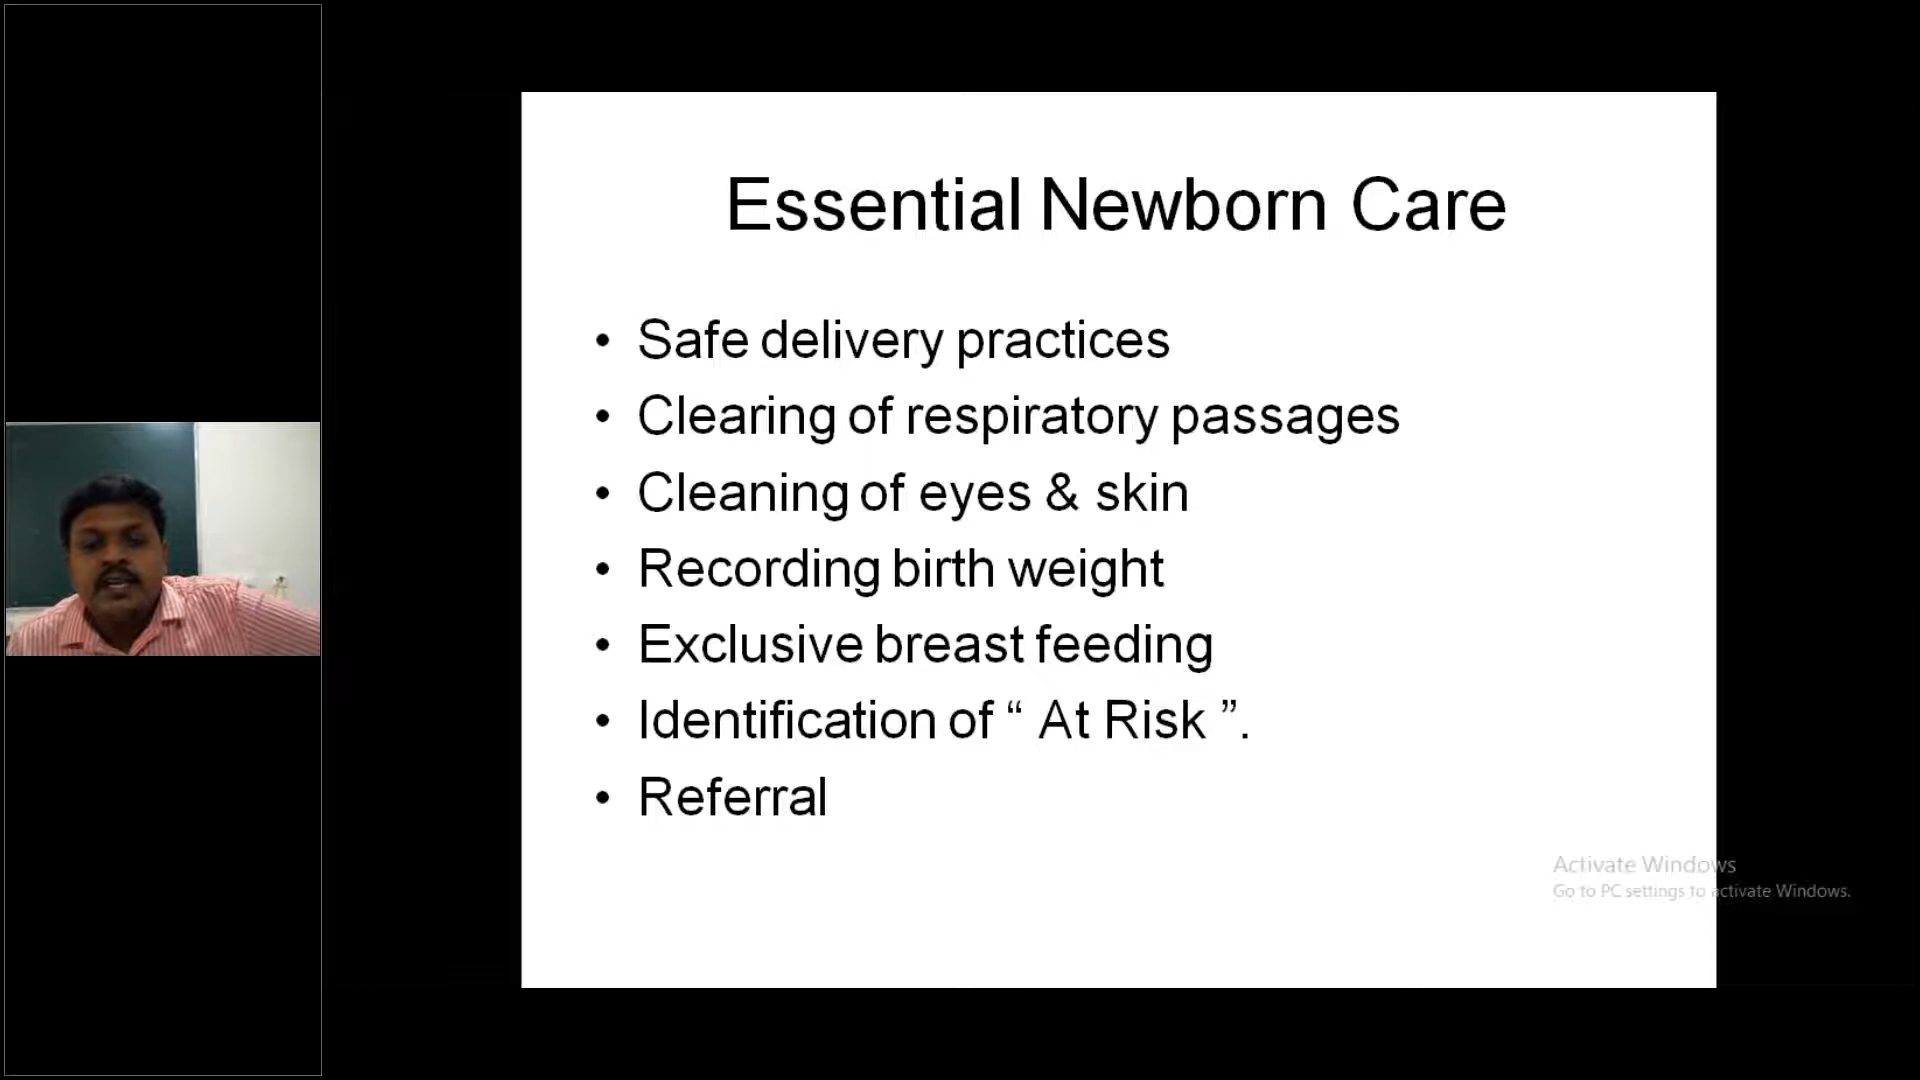 Essential Newborn Care
• Safe delivery practices
• Clearing of respiratory passages
• Cleaning of eyes & skin
• Recording birth weight
• Exclusive breast feeding
• Identification of “ At Risk ”.
• Referral
Activate Windows
Go to PC settings to activate Windows.